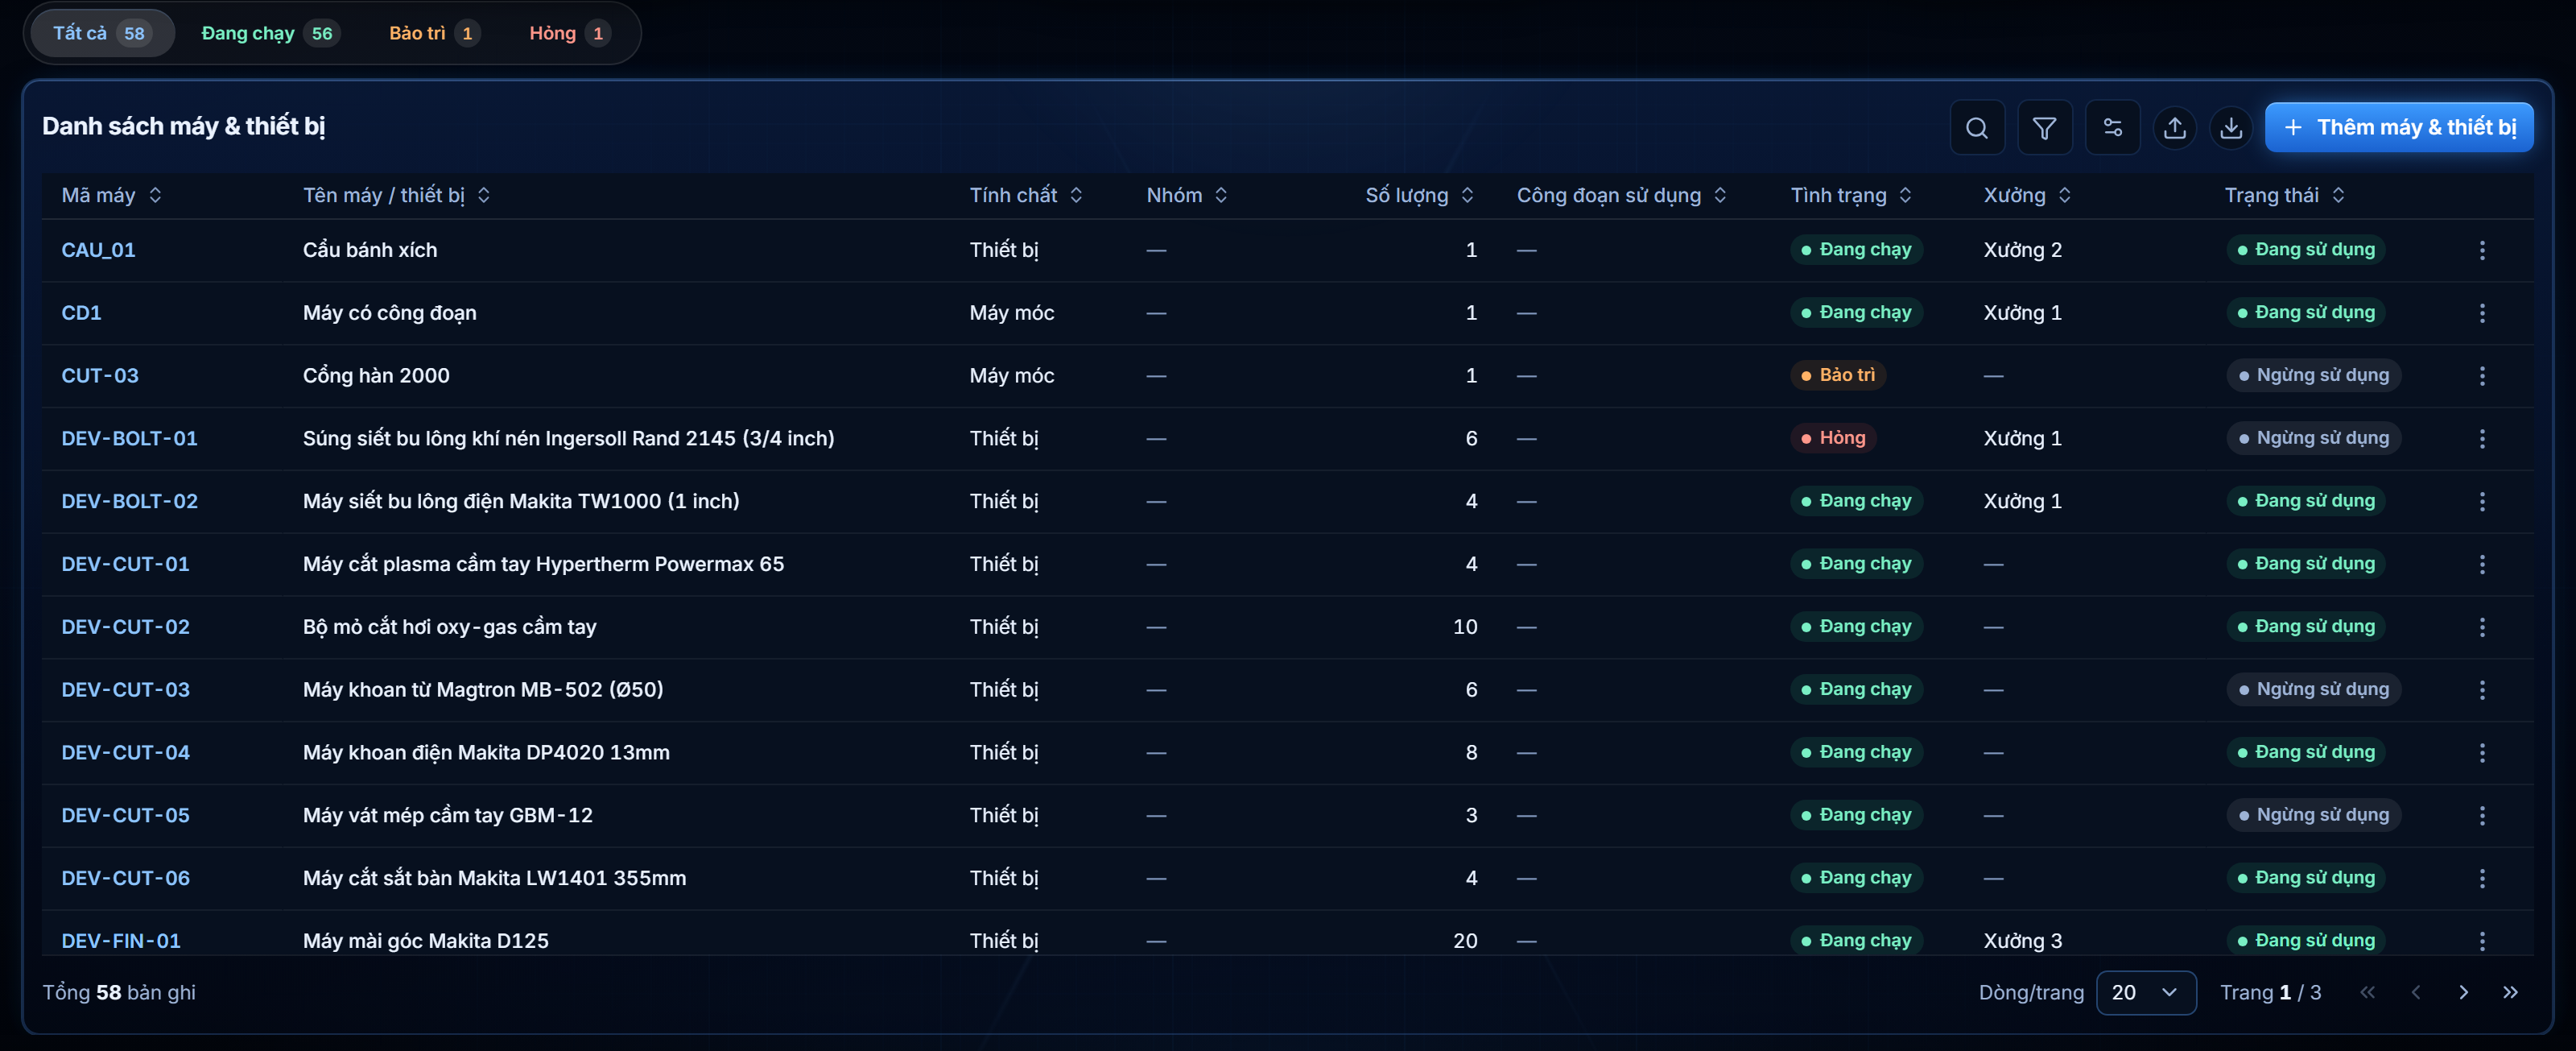 Tất cả 58 Đang chạy 56 Bảo trì 1 Hỏng 1
Danh sách máy & thiết bị
Thêm máy & thiết bị
Mã máy Tên máy / thiết bị Tính chất Nhóm Số lượng Công đoạn sử dụng Tình trạng Xưởng Trạng thái
CAU_01 Cẩu bánh xích Thiết bị — 1 — Đang chạy Xưởng 2 Đang sử dụng
CD1 Máy có công đoạn Máy móc — 1 — Đang chạy Xưởng 1 Đang sử dụng
CUT-03 Cổng hàn 2000 Máy móc — 1 — Bảo trì — Ngừng sử dụng
DEV-BOLT-01 Súng siết bu lông khí nén Ingersoll Rand 2145 (3/4 inch) Thiết bị — 6 — Hỏng Xưởng 1 Ngừng sử dụng
DEV-BOLT-02 Máy siết bu lông điện Makita TW1000 (1 inch) Thiết bị — 4 — Đang chạy Xưởng 1 Đang sử dụng
DEV-CUT-01 Máy cắt plasma cầm tay Hypertherm Powermax 65 Thiết bị — 4 — Đang chạy — Đang sử dụng
DEV-CUT-02 Bộ mỏ cắt hơi oxy-gas cầm tay Thiết bị — 10 — Đang chạy — Đang sử dụng
DEV-CUT-03 Máy khoan từ Magtron MB-502 (Ø50) Thiết bị — 6 — Đang chạy — Ngừng sử dụng
DEV-CUT-04 Máy khoan điện Makita DP4020 13mm Thiết bị — 8 — Đang chạy — Đang sử dụng
DEV-CUT-05 Máy vát mép cầm tay GBM-12 Thiết bị — 3 — Đang chạy — Ngừng sử dụng
DEV-CUT-06 Máy cắt sắt bàn Makita LW1401 355mm Thiết bị — 4 — Đang chạy — Đang sử dụng
DEV-FIN-01 Máy mài góc Makita D125 Thiết bị — 20 — Đang chạy Xưởng 3 Đang sử dụng
Tổng 58 bản ghi Dòng/trang 20 Trang 1 / 3